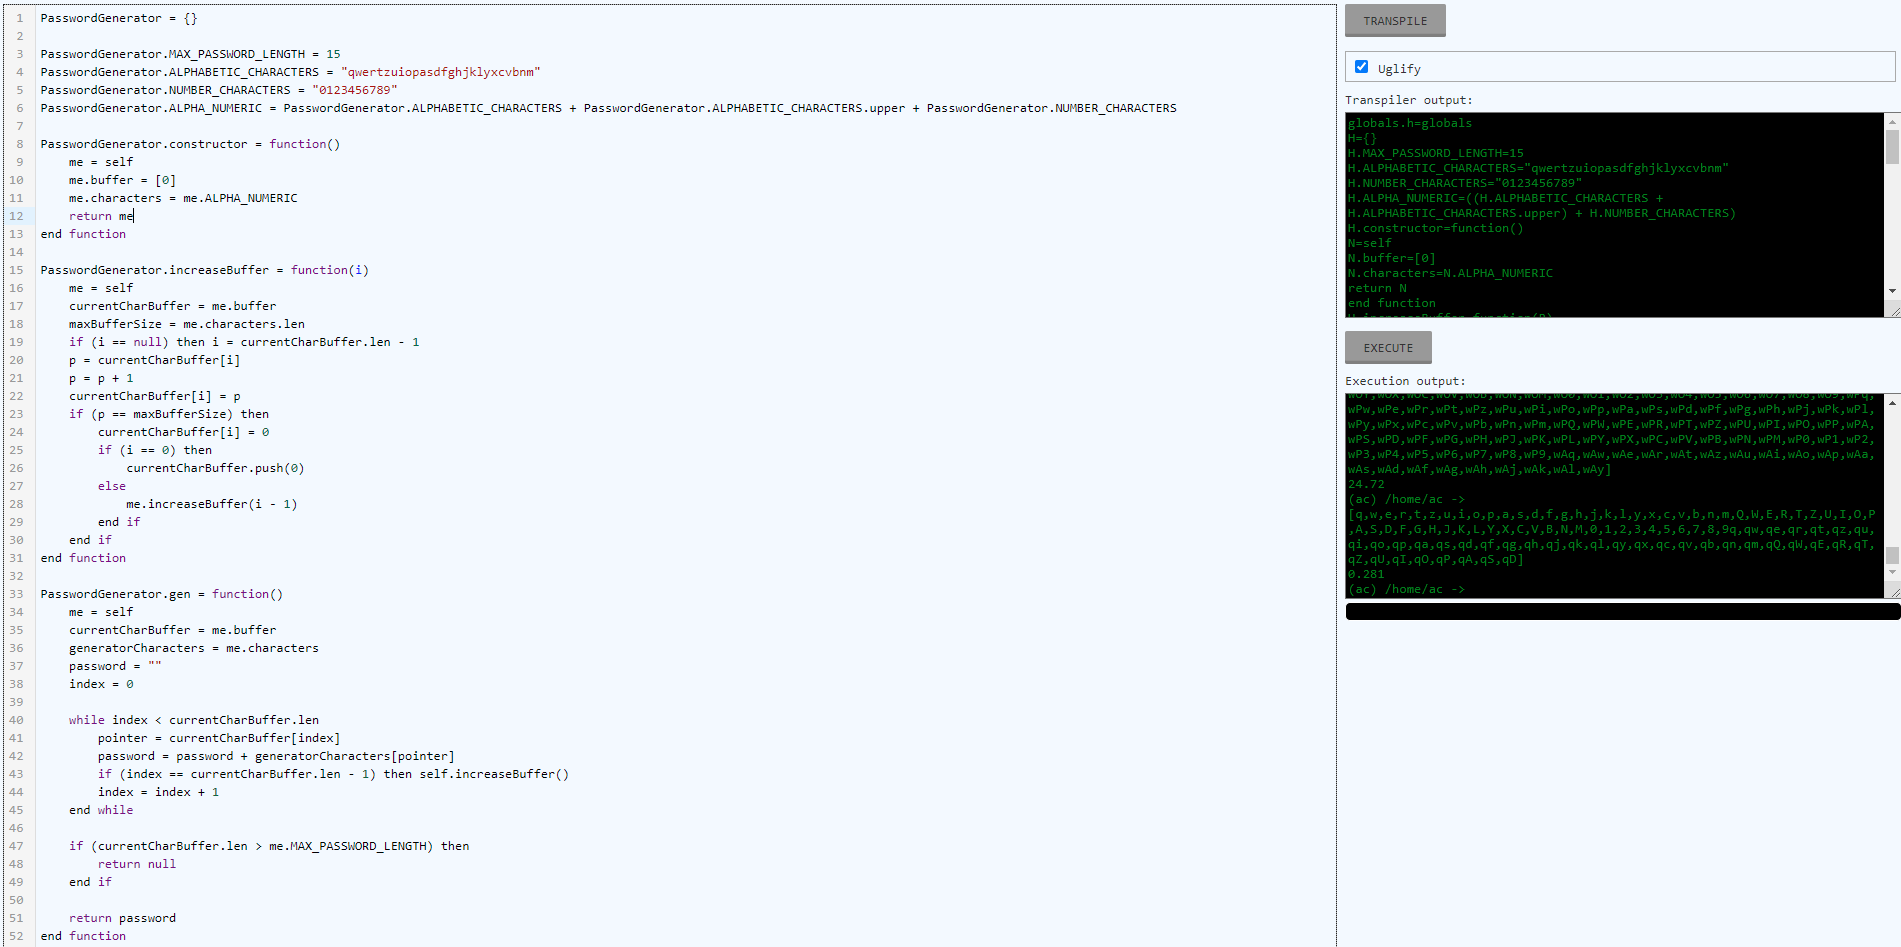 1 PasswordGenerator = {}
2
3 PasswordGenerator.MAX_PASSWORD_LENGTH = 15
4 PasswordGenerator.ALPHABETIC_CHARACTERS = "qwertzuiopasdfghjklyxcvbnm"
5 PasswordGenerator.NUMBER_CHARACTERS = "0123456789"
6 PasswordGenerator.ALPHA_NUMERIC = PasswordGenerator.ALPHABETIC_CHARACTERS + PasswordGenerator.ALPHABETIC_CHARACTERS.upper + PasswordGenerator.NUMBER_CHARACTERS
7
8 PasswordGenerator.constructor = function()
9 me = self
10 me.buffer = [0]
11 me.characters = me.ALPHA_NUMERIC
12 return me
13 end function
14
15 PasswordGenerator.increaseBuffer = function(i)
16 me = self
17 currentCharBuffer = me.buffer
18 maxBufferSize = me.characters.len
19 if (i == null) then i = currentCharBuffer.len - 1
20 p = currentCharBuffer[i]
21 p = p + 1
22 currentCharBuffer[i] = p
23 if (p == maxBufferSize) then
24 currentCharBuffer[i] = 0
25 if (i == 0) then
26 currentCharBuffer.push(0)
27 else
28 me.increaseBuffer(i - 1)
29 end if
30 end if
31 end function
32
33 PasswordGenerator.gen = function()
34 me = self
35 currentCharBuffer = me.buffer
36 generatorCharacters = me.characters
37 password = ""
38 index = 0
39
40 while index < currentCharBuffer.len
41 pointer = currentCharBuffer[index]
42 password = password + generatorCharacters[pointer]
43 if (index == currentCharBuffer.len - 1) then self.increaseBuffer()
44 index = index + 1
45 end while
46
47 if (currentCharBuffer.len > me.MAX_PASSWORD_LENGTH) then
48 return null
49 end if
50
51 return password
52 end function
TRANSPILE
Uglify
Transpiler output:
globals.h=globals
H={}
H.MAX_PASSWORD_LENGTH=15
H.ALPHABETIC_CHARACTERS="qwertzuiopasdfghjklyxcvbnm"
H.NUMBER_CHARACTERS="0123456789"
H.ALPHA_NUMERIC=((H.ALPHABETIC_CHARACTERS +
H.ALPHABETIC_CHARACTERS.upper) + H.NUMBER_CHARACTERS)
H.constructor=function()
N=self
N.buffer=[0]
N.characters=N.ALPHA_NUMERIC
return N
end function
EXECUTE
Execution output:
wPw,wPe,wPr,wPt,wPz,wPu,wPi,wPo,wPp,wPa,wPs,wPd,wPf,wPg,wPh,wPj,wPk,wPl,
wPy,wPx,wPc,wPv,wPb,wPn,wPm,wPQ,wPW,wPE,wPR,wPT,wPZ,wPU,wPI,wPO,wPP,wPA,
wPS,wPD,wPF,wPG,wPH,wPJ,wPK,wPL,wPY,wPX,wPC,wPV,wPB,wPN,wPM,wP0,wP1,wP2,
wP3,wP4,wP5,wP6,wP7,wP8,wP9,wAq,wAw,wAe,wAr,wAt,wAz,wAu,wAi,wAo,wAp,wAa,
wAs,wAd,wAf,wAg,wAh,wAj,wAk,wAl,wAy]
24.72
(ac) /home/ac ->
[q,w,e,r,t,z,u,i,o,p,a,s,d,f,g,h,j,k,l,y,x,c,v,b,n,m,Q,W,E,R,T,Z,U,I,O,P
,A,S,D,F,G,H,J,K,L,Y,X,C,V,B,N,M,0,1,2,3,4,5,6,7,8,9q,qw,qe,qr,qt,qz,qu,
qi,qo,qp,qa,qs,qd,qf,qg,qh,qj,qk,ql,qy,qx,qc,qv,qb,qn,qm,qQ,qW,qE,qR,qT,
qZ,qU,qI,qO,qP,qA,qS,qD]
0.281
(ac) /home/ac ->